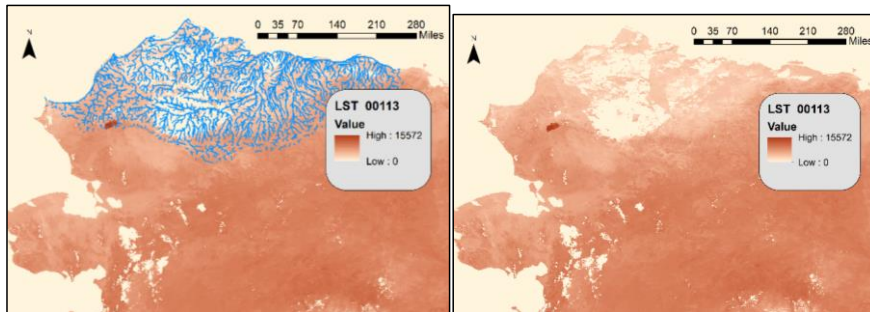 0 35 70 140 210 280
Miles
N
LST 00113
Value
High : 15572
Low : 0
0 35 70 140 210 280
Miles
N
LST 00113
Value
High : 15572
Low : 0